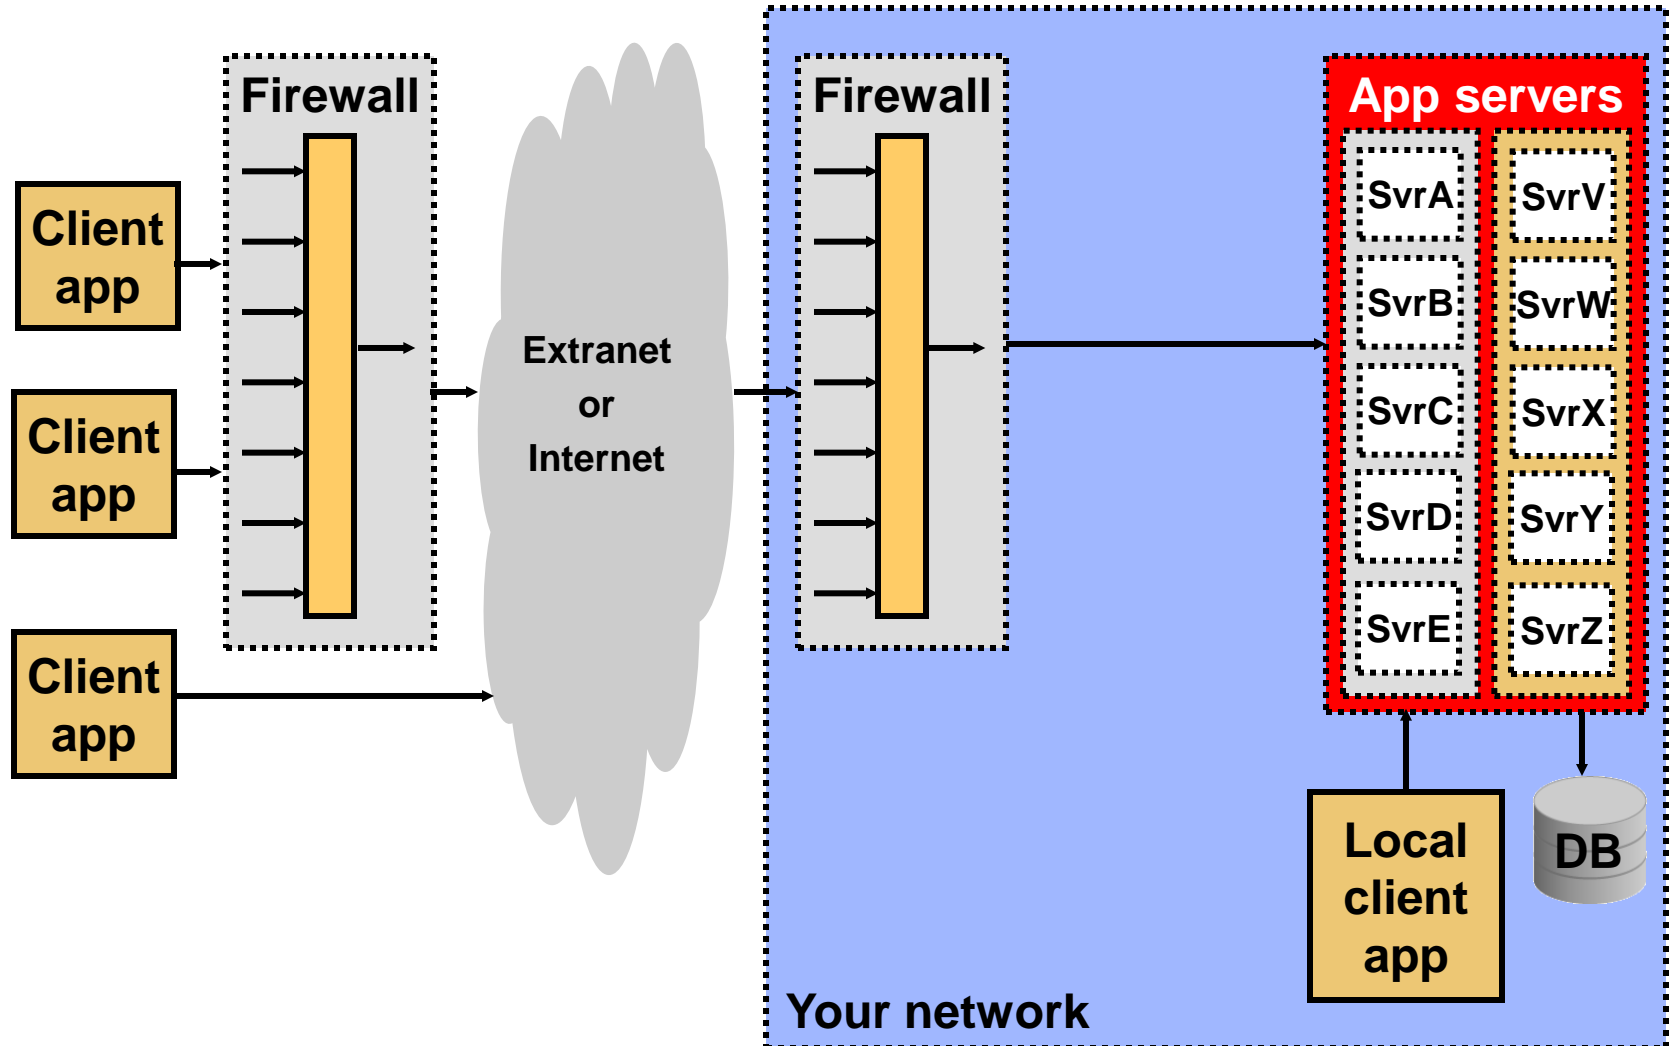 Firewall
Client
app
Client
app
Client
app
Extranet
or
Internet
Firewall
App servers
SvrA
SvrB
SvrC
SvrD
SvrE
SvrV
SvrW
SvrX
SvrY
SvrZ
Local
client
app
DB
Your network